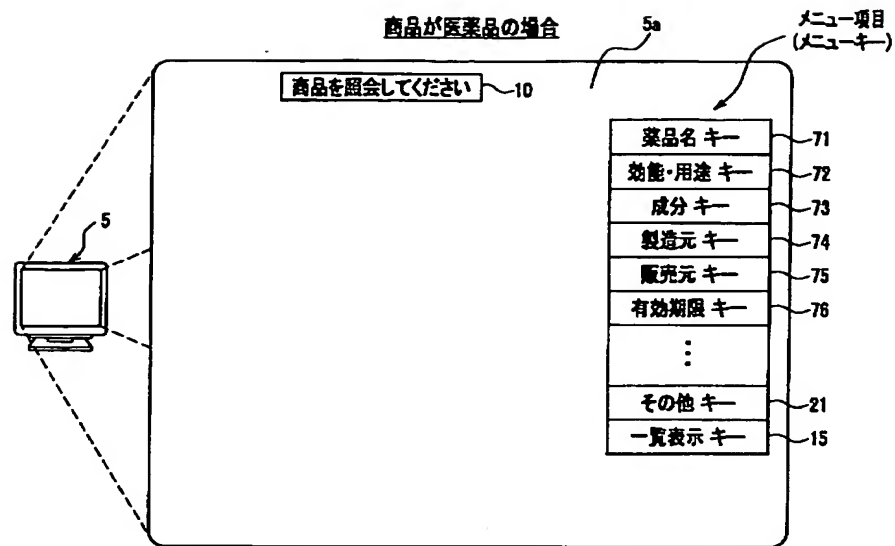 商品が医薬品の場合
5a
メニュー項目
(メニューキー)
商品を照会してください
10
薬品名 キー
71
効能・用途 キー
72
成分 キー
73
5
製造元 キー
74
販売元 キー
75
有効期限 キー
76
⋮
その他 キー
21
一覧表示 キー
15